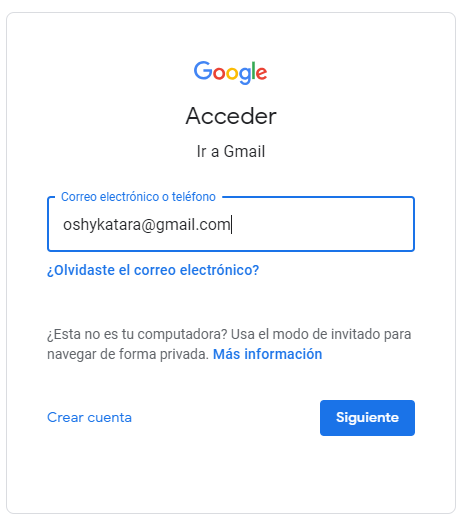 Google
Acceder
Ir a Gmail
Correo electrónico o teléfono
oshykatara@gmail.com
¿Olvidaste el correo electrónico?
¿Esta no es tu computadora? Usa el modo de invitado para
navegar de forma privada. Más información
Crear cuenta
Siguiente